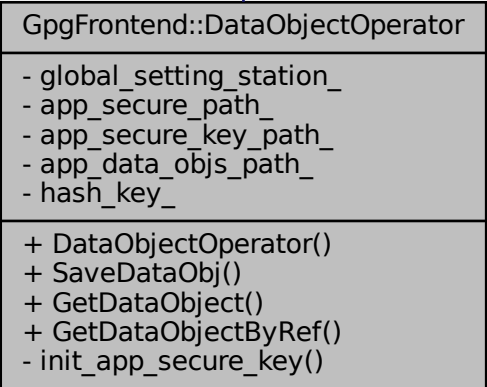 GpgFrontend::DataObjectOperator
- global_setting_station_
- app_secure_path_
- app_secure_key_path_
- app_data_objs_path_
- hash_key_
+ DataObjectOperator()
+ SaveDataObj()
+ GetDataObject()
+ GetDataObjectByRef()
- init_app_secure_key()